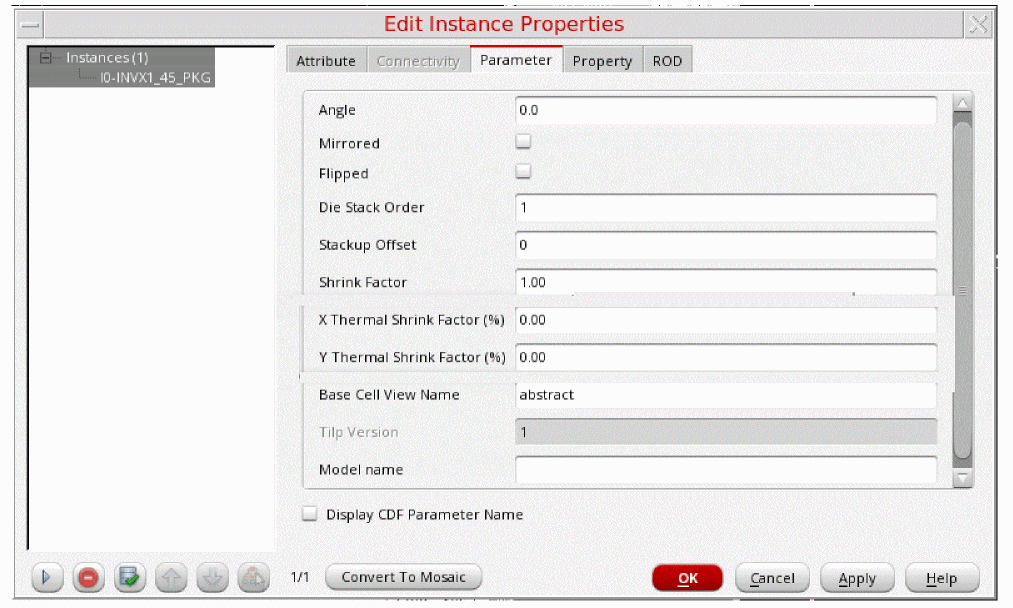 Edit Instance Properties
Instances (1)
I0-INVX1_45_PKG
Attribute Connectivity Parameter Property ROD
Angle 0.0
Mirrored
Flipped
Die Stack Order 1
Stackup Offset 0
Shrink Factor 1.00
X Thermal Shrink Factor (%) 0.00
Y Thermal Shrink Factor (%) 0.00
Base Cell View Name abstract
Tilp Version 1
Model name
Display CDF Parameter Name
1/1 Convert To Mosaic OK Cancel Apply Help